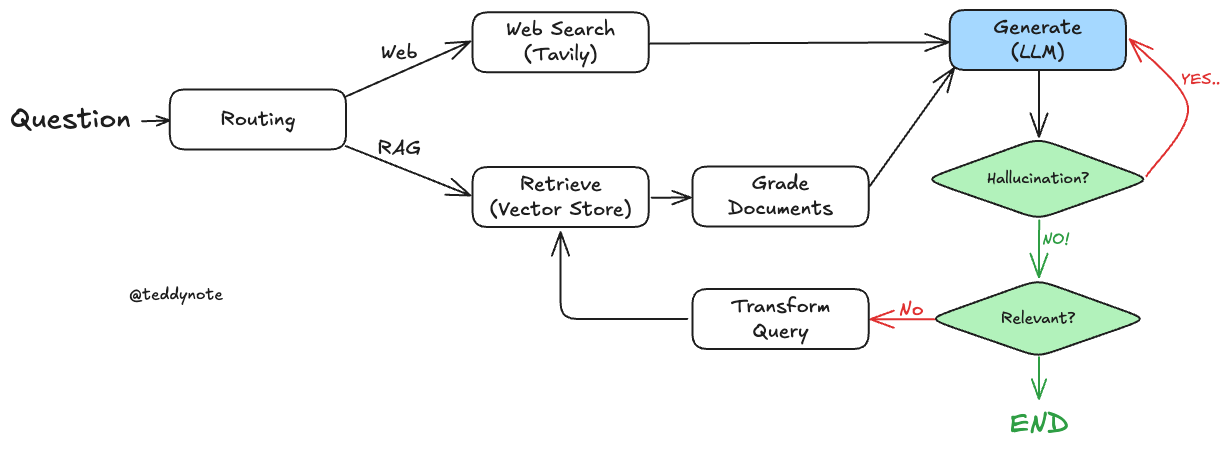 Web Search
(Tavily)
Generate
(LLM)
Web
YES..
Question
Routing
RAG
Retrieve
(Vector Store)
Grade
Documents
Hallucination?
NO!
@teddynote
Transform
Query
No
Relevant?
END